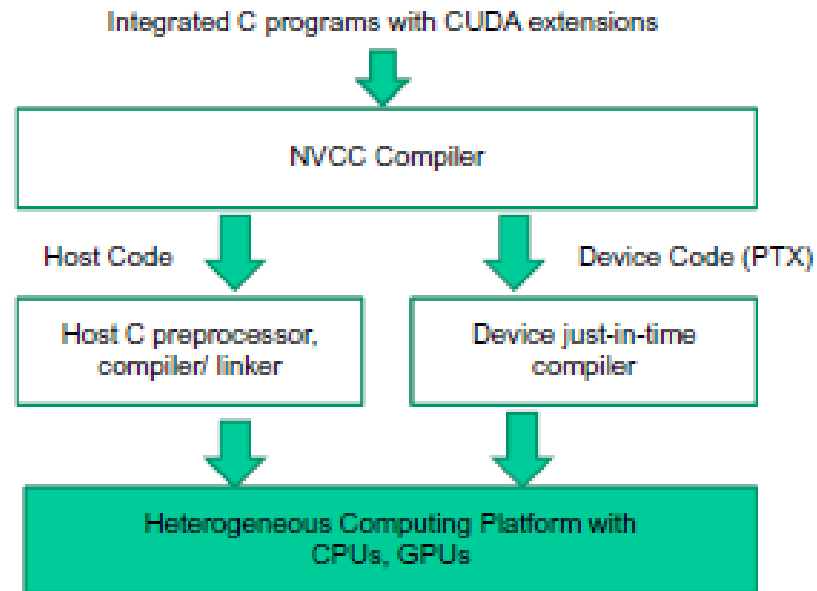 Integrated C programs with CUDA extensions
NVCC Compiler
Host Code
Device Code (PTX)
Host C preprocessor,
compiler/ linker
Device just-in-time
compiler
Heterogeneous Computing Platform with
CPUs, GPUs